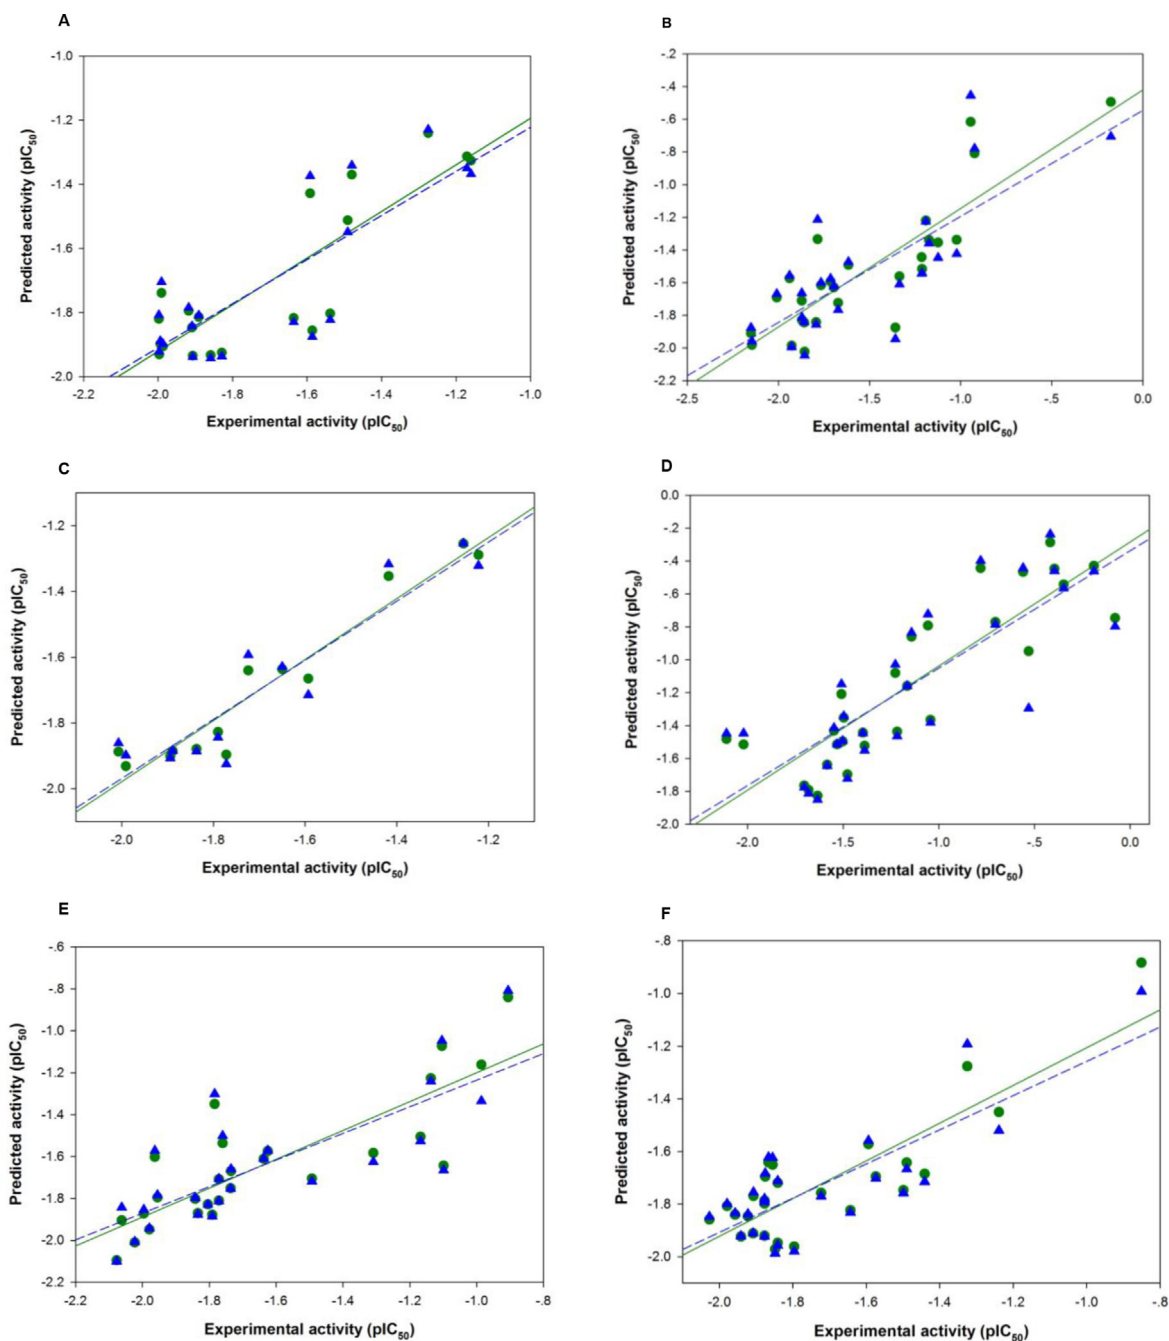 A
-1.0
-1.2
-1.4
-1.6
-1.8
-2.0
Predicted activity (pIC50)
-2.2 -2.0 -1.8 -1.6 -1.4 -1.2 -1.0
Experimental activity (pIC50)
B
-.2
-.4
-.6
-.8
-1.0
-1.2
-1.4
-1.6
-1.8
-2.0
-2.2
Predicted activity (pIC50)
-2.5 -2.0 -1.5 -1.0 -.5 0.0
Experimental activity (pIC50)
C
-1.2
-1.4
-1.6
-1.8
-2.0
Predicted activity (pIC50)
-2.0 -1.8 -1.6 -1.4 -1.2
Experimental activity (pIC50)
D
0.0
-.2
-.4
-.6
-.8
-1.0
-1.2
-1.4
-1.6
-1.8
-2.0
Predicted activity (pIC50)
-2.0 -1.5 -1.0 -.5 0.0
Experimental activity (pIC50)
E
-.6
-.8
-1.0
-1.2
-1.4
-1.6
-1.8
-2.0
-2.2
Predicted activity (pIC50)
-2.2 -2.0 -1.8 -1.6 -1.4 -1.2 -1.0 -.8
Experimental activity (pIC50)
F
-.8
-1.0
-1.2
-1.4
-1.6
-1.8
-2.0
Predicted activity (pIC50)
-2.0 -1.8 -1.6 -1.4 -1.2 -1.0 -.8
Experimental activity (pIC50)